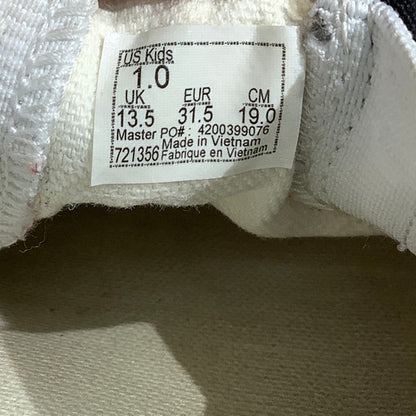 US Kids
1.0
UK EUR CM
13.5 31.5 19.0
Master PO#: 4200399076
Made in Vietnam
721356 Fabrique en Vietnam